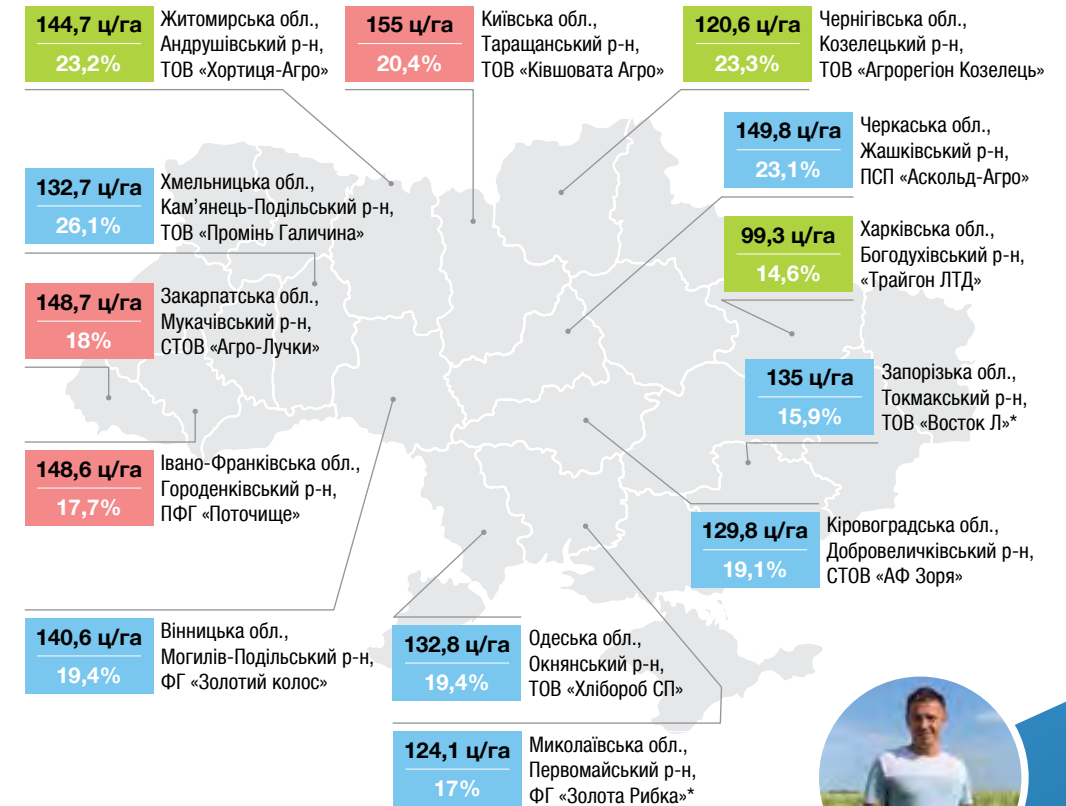 144,7 ц/га
23,2%
Житомирська обл.,
Андрушівський р-н,
ТОВ «Хортиця-Агро»
155 ц/га
20,4%
Київська обл.,
Таращанський р-н,
ТОВ «Ківшовата Агро»
120,6 ц/га
23,3%
Чернігівська обл.,
Козелецький р-н,
ТОВ «Агрорегіон Козелець»
149,8 ц/га
23,1%
Черкаська обл.,
Жашківський р-н,
ПСП «Аскольд-Агро»
132,7 ц/га
26,1%
Хмельницька обл.,
Кам’янець-Подільський р-н,
ТОВ «Промінь Галичина»
99,3 ц/га
14,6%
Харківська обл.,
Богодухівський р-н,
«Трайгон ЛТД»
148,7 ц/га
18%
Закарпатська обл.,
Мукачівський р-н,
СТОВ «Агро-Лучки»
135 ц/га
15,9%
Запорізька обл.,
Токмакський р-н,
ТОВ «Восток Л»*
148,6 ц/га
17,7%
Івано-Франківська обл.,
Городенківський р-н,
ПФГ «Поточище»
129,8 ц/га
19,1%
Кіровоградська обл.,
Добровеличківський р-н,
СТОВ «АФ Зоря»
140,6 ц/га
19,4%
Вінницька обл.,
Могилів-Подільський р-н,
ФГ «Золотий колос»
132,8 ц/га
19,4%
Одеська обл.,
Окнянський р-н,
ТОВ «Хлібороб СП»
124,1 ц/га
17%
Миколаївська обл.,
Первомайський р-н,
ФГ «Золота Рибка»*